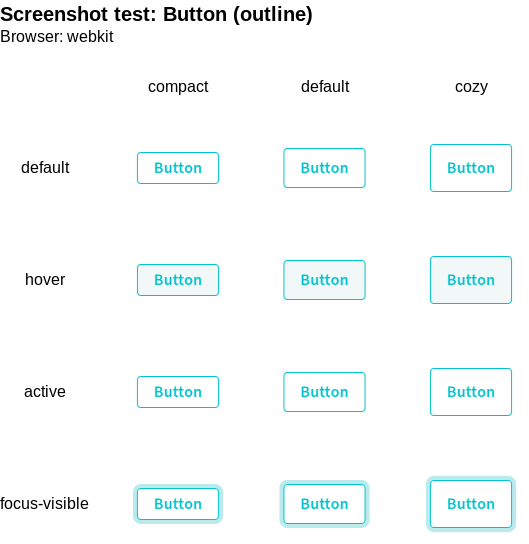 Screenshot test: Button (outline)
Browser: webkit
compact default cozy
default Button Button Button
hover Button Button Button
active Button Button Button
focus-visible Button Button Button